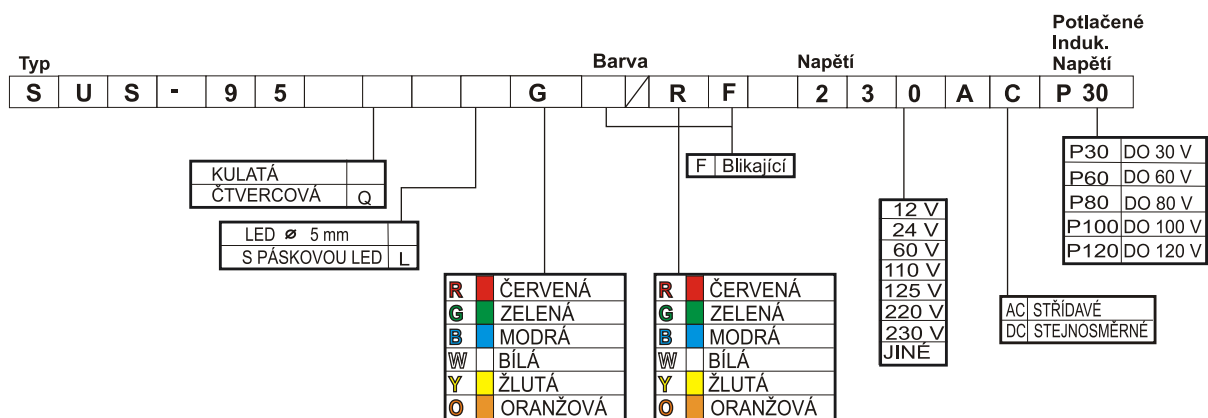 Potlačené
Induk.
Typ Barva Napětí Napětí
S U S - 9 5 G / R F 2 3 0 A C P 30
KULATÁ
ČTVERCOVÁ Q
LED ø 5 mm
S PÁSKOVOU LED L
F Blikající
P30 DO 30 V
P60 DO 60 V
P80 DO 80 V
P100 DO 100 V
P120 DO 120 V
12 V
24 V
60 V
110 V
125 V
220 V
230 V
JINÉ
AC STŘÍDAVÉ
DC STEJNOSMĚRNÉ
R ČERVENÁ
G ZELENÁ
B MODRÁ
W BÍLÁ
Y ŽLUTÁ
O ORANŽOVÁ
R ČERVENÁ
G ZELENÁ
B MODRÁ
W BÍLÁ
Y ŽLUTÁ
O ORANŽOVÁ